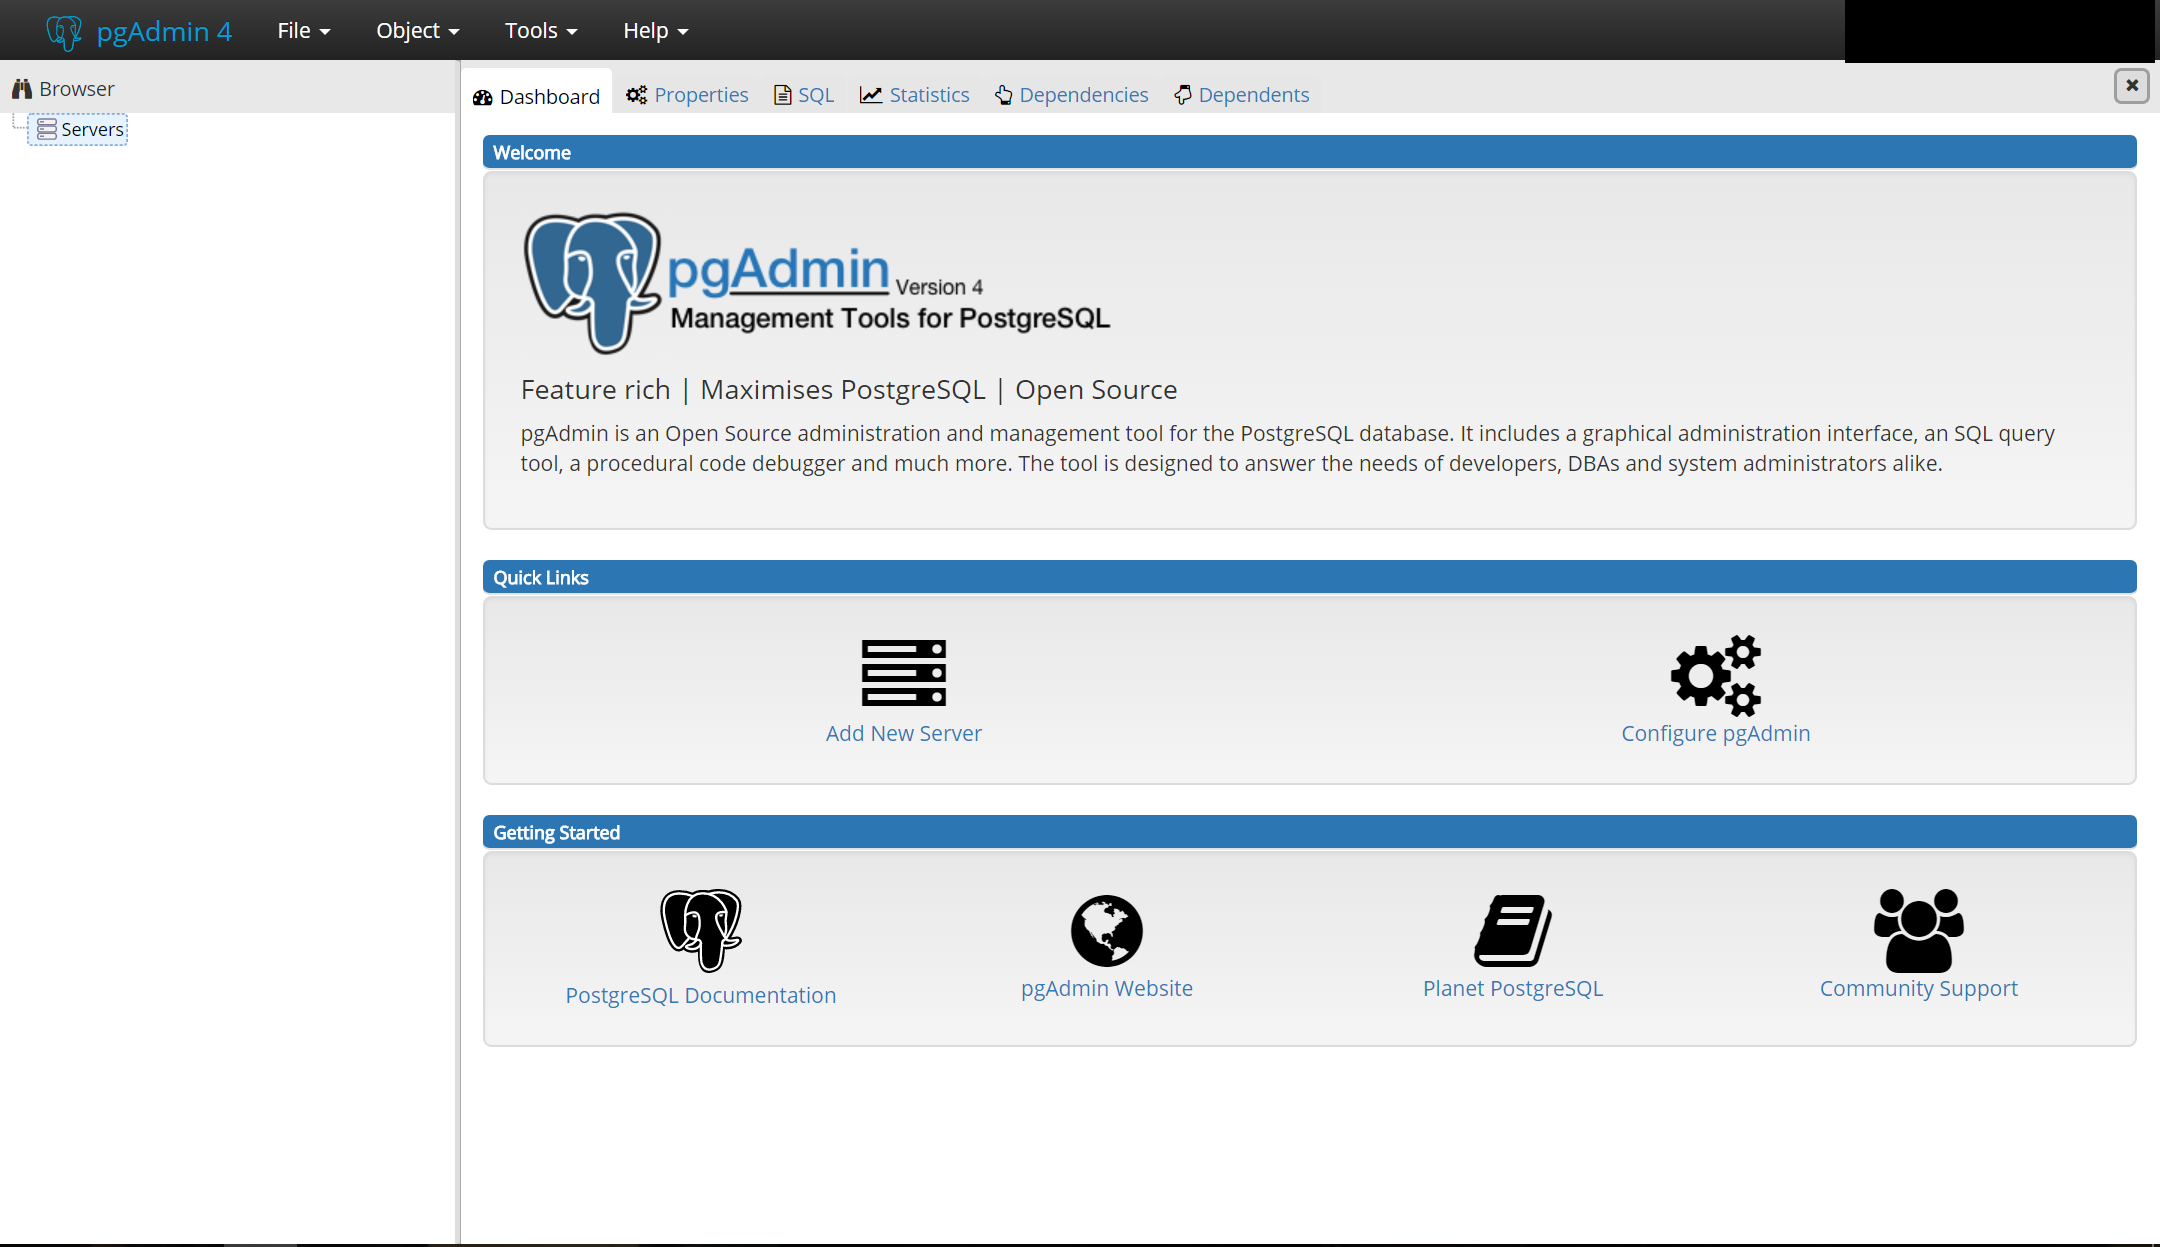 pgAdmin 4 File Object Tools Help
Browser
Servers
Dashboard Properties SQL Statistics Dependencies Dependents
Welcome
pgAdmin Version 4
Management Tools for PostgreSQL
Feature rich | Maximises PostgreSQL | Open Source
pgAdmin is an Open Source administration and management tool for the PostgreSQL database. It includes a graphical administration interface, an SQL query
tool, a procedural code debugger and much more. The tool is designed to answer the needs of developers, DBAs and system administrators alike.
Quick Links
Add New Server Configure pgAdmin
Getting Started
PostgreSQL Documentation pgAdmin Website Planet PostgreSQL Community Support